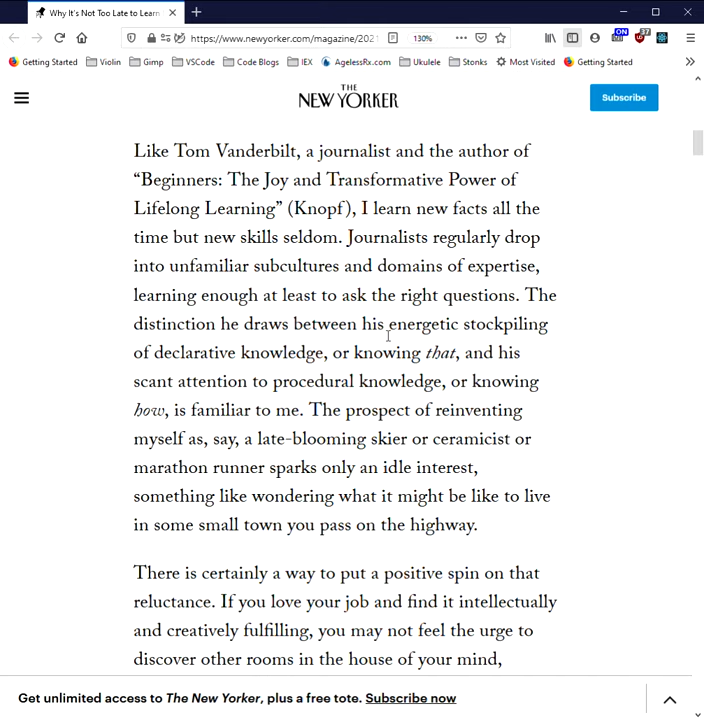 Why It's Not Too Late to Learn
https://www.newyorker.com/magazine/202
130%
ON
37
Getting Started
Violin
Gimp
VSCode
Code Blogs
IEX
AgelessRx.com
Ukulele
Stonks
Most Visited
Getting Started
THE
NEW YORKER
Subscribe
Like Tom Vanderbilt, a journalist and the author of
“Beginners: The Joy and Transformative Power of
Lifelong Learning” (Knopf), I learn new facts all the
time but new skills seldom. Journalists regularly drop
into unfamiliar subcultures and domains of expertise,
learning enough at least to ask the right questions. The
distinction he draws between his energetic stockpiling
of declarative knowledge, or knowing that, and his
scant attention to procedural knowledge, or knowing
how, is familiar to me. The prospect of reinventing
myself as, say, a late-blooming skier or ceramicist or
marathon runner sparks only an idle interest,
something like wondering what it might be like to live
in some small town you pass on the highway.
There is certainly a way to put a positive spin on that
reluctance. If you love your job and find it intellectually
and creatively fulfilling, you may not feel the urge to
discover other rooms in the house of your mind,
Get unlimited access to The New Yorker, plus a free tote. Subscribe now